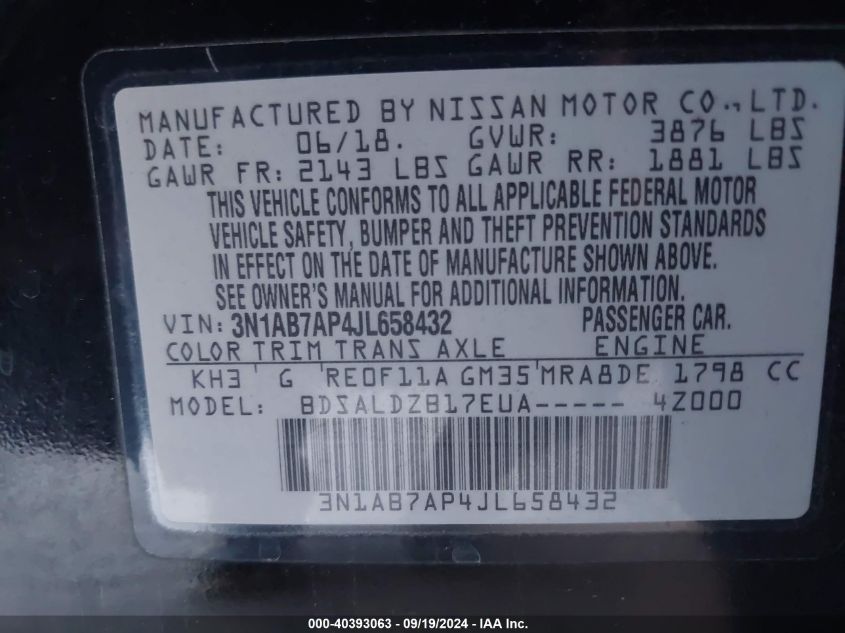 MANUFACTURED BY NISSAN MOTOR CO.,LTD.
DATE: 06/18. GVWR: 3876 LBS
GAWR FR: 2143 LBS GAWR RR: 1881 LBS
THIS VEHICLE CONFORMS TO ALL APPLICABLE FEDERAL MOTOR
VEHICLE SAFETY, BUMPER AND THEFT PREVENTION STANDARDS
IN EFFECT ON THE DATE OF MANUFACTURE SHOWN ABOVE.
SEE OWNER'S MANUAL FOR ADDITIONAL INFORMATION.
VIN: 3N1AB7AP4JL658432 PASSENGER CAR.
COLOR TRIM TRANS AXLE ENGINE
KH3 G RE0F11A GM35 MRA8DE 1798 CC
MODEL: BDSALDZB17EUA----- 4Z000
3N1AB7AP4JL658432
000-40393063 - 09/19/2024 - IAAI.com Inc.